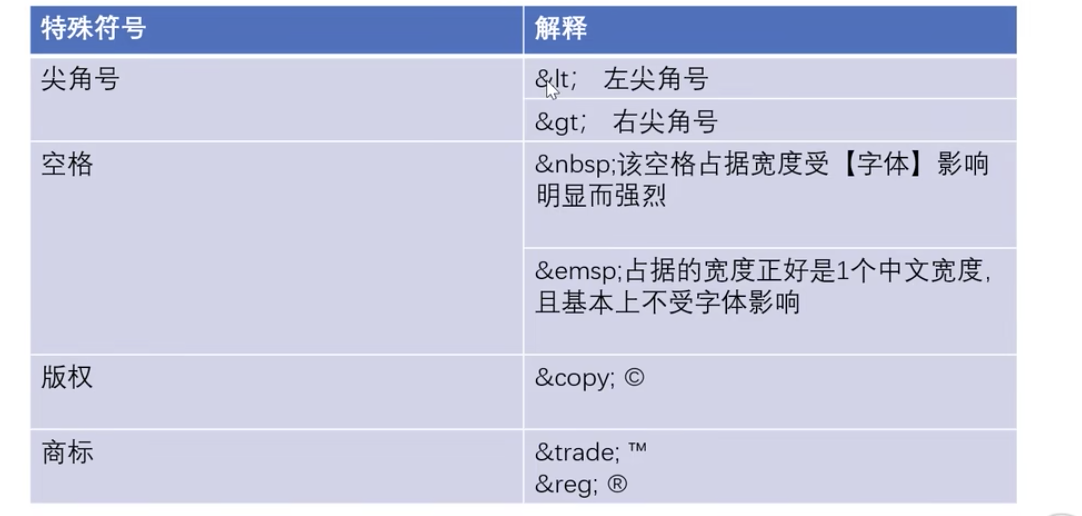 特殊符号 解释
尖角号 &lt； 左尖角号
&gt； 右尖角号
空格 &nbsp;该空格占据宽度受【字体】影响
明显而强烈
&emsp;占据的宽度正好是1个中文宽度，
且基本上不受字体影响
版权 &copy; ©
商标 &trade; ™
&reg; ®